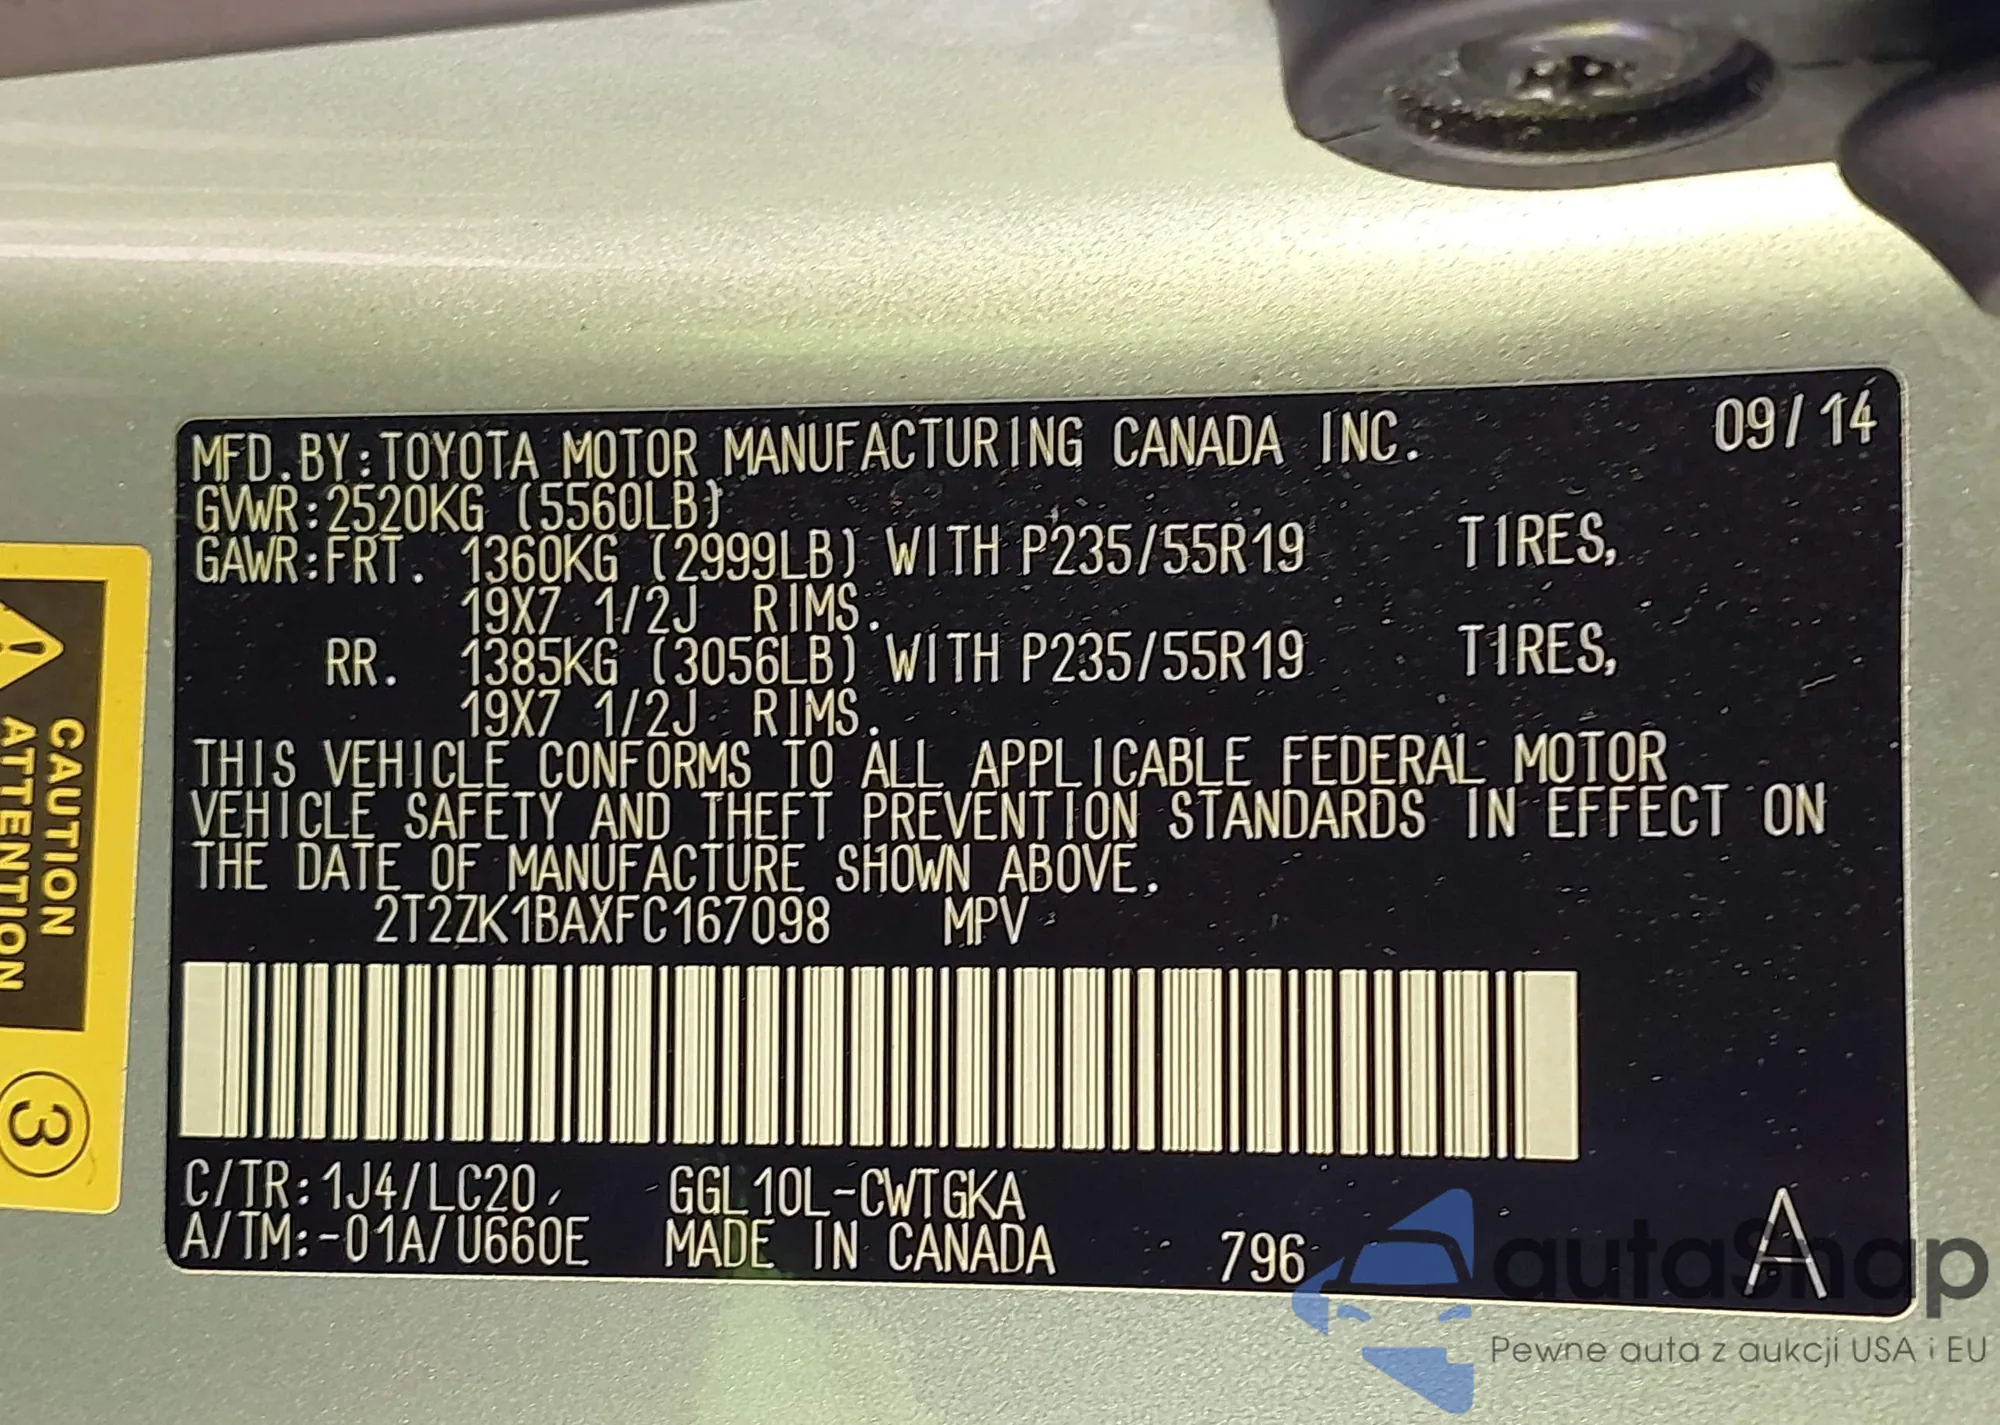 MFD.BY:TOYOTA MOTOR MANUFACTURING CANADA INC. 09/14
GVWR:2520KG (5560LB)
GAWR:FRT. 1360KG (2999LB) WITH P235/55R19 TIRES,
19X7 1/2J RIMS.
RR. 1385KG (3056LB) WITH P235/55R19 TIRES,
19X7 1/2J RIMS.
THIS VEHICLE CONFORMS TO ALL APPLICABLE FEDERAL MOTOR
VEHICLE SAFETY AND THEFT PREVENTION STANDARDS IN EFFECT ON
THE DATE OF MANUFACTURE SHOWN ABOVE.
2T2ZK1BAXFC167098 MPV
C/TR:1J4/LC20 GGL10L-CWTGKA
A/TM:-01A/U660E MADE IN CANADA 796 A
CAUTION
ATTENTION
3
autaSnap
Pewne auta z aukcji USA i EU